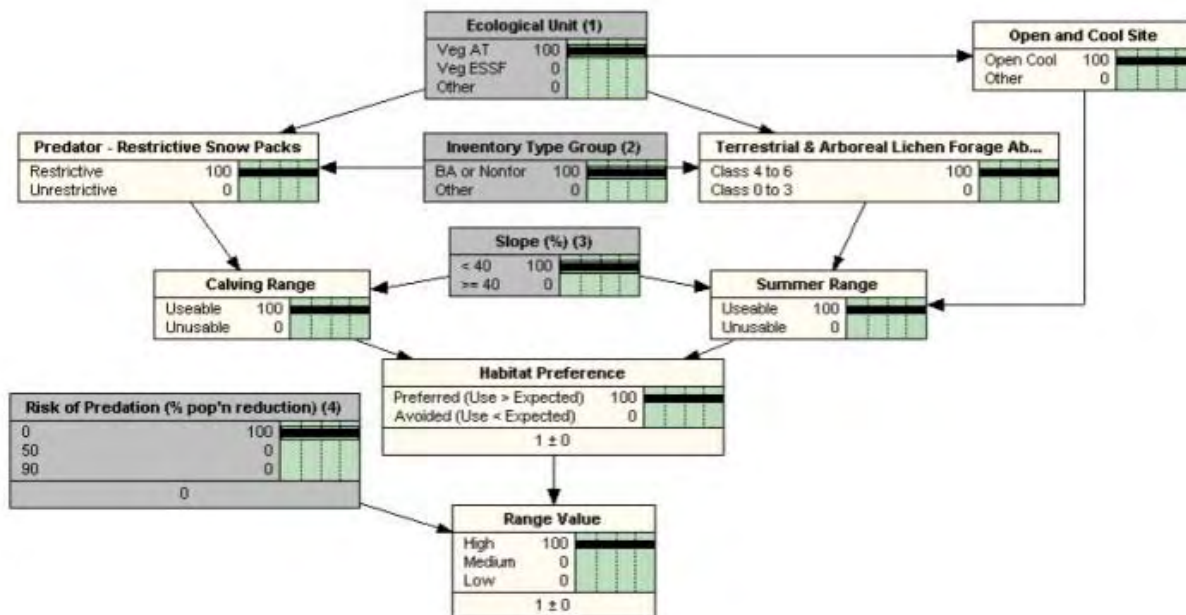 Ecological Unit (1)
Veg AT 100
Veg ESSF 0
Other 0
Open and Cool Site
Open Cool 100
Other 0
Predator - Restrictive Snow Packs
Restrictive 100
Unrestrictive 0
Inventory Type Group (2)
BA or Nonfor 100
Other 0
Terrestrial & Arboreal Lichen Forage Ab...
Class 4 to 6 100
Class 0 to 3 0
Slope (%) (3)
< 40 100
>= 40 0
Calving Range
Useable 100
Unusable 0
Summer Range
Useable 100
Unusable 0
Habitat Preference
Preferred (Use > Expected) 100
Avoided (Use < Expected) 0
1 ± 0
Risk of Predation (% pop'n reduction) (4)
0 100
50 0
90 0
0
Range Value
High 100
Medium 0
Low 0
1 ± 0